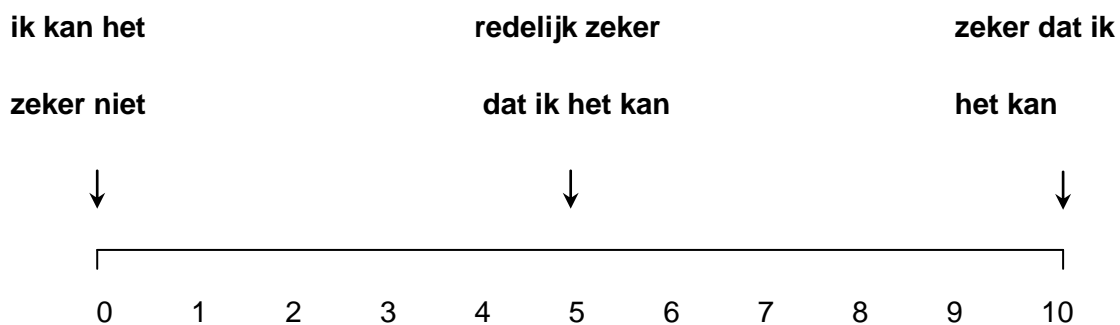 ik kan het redelijk zeker zeker dat ik
zeker niet dat ik het kan het kan
0 1 2 3 4 5 6 7 8 9 10